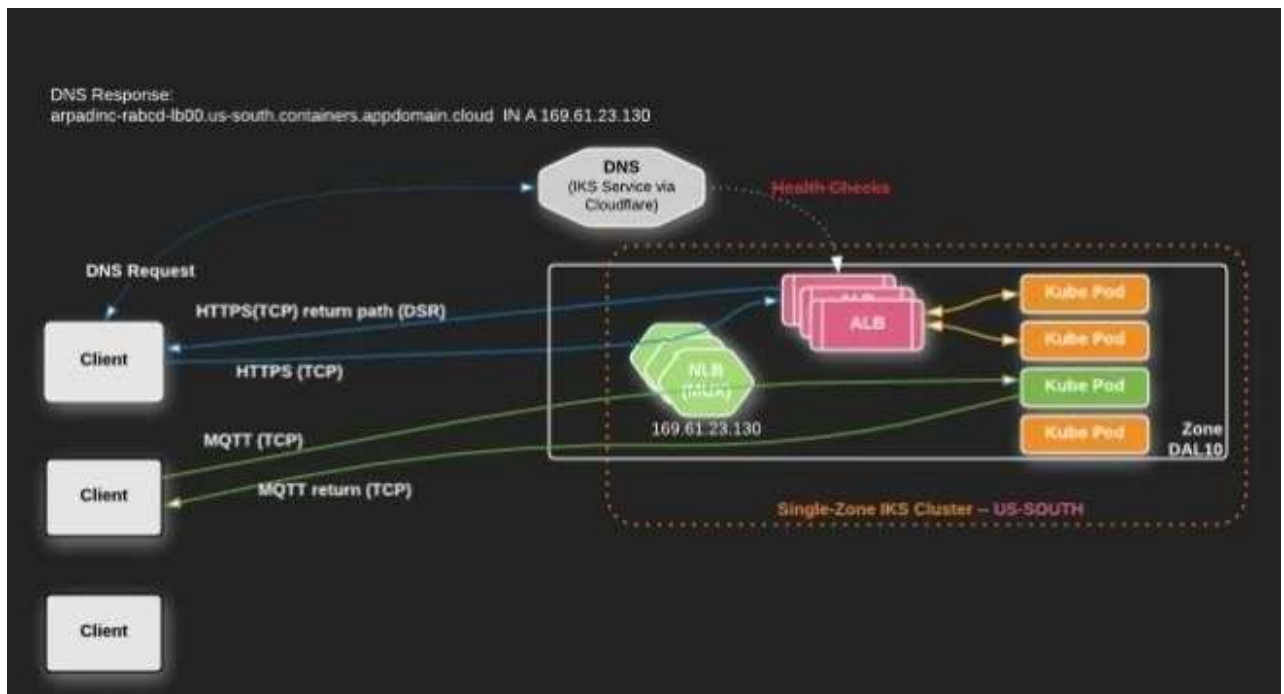 DNS Response:
arpadinc-rabcd-lb00.us-south.containers.appdomain.cloud IN A 169.61.23.130
DNS
(IKS Service via
Cloudflare)
Health Checks
DNS Request
HTTPS(TCP) return path (DSR)
HTTPS (TCP)
Client
ALB
ALB
Kube Pod
Kube Pod
Kube Pod
Kube Pod
NLB
(MUX)
169.61.23.130
Zone
DAL10
MQTT (TCP)
MQTT return (TCP)
Client
Single-Zone IKS Cluster -- US-SOUTH
Client